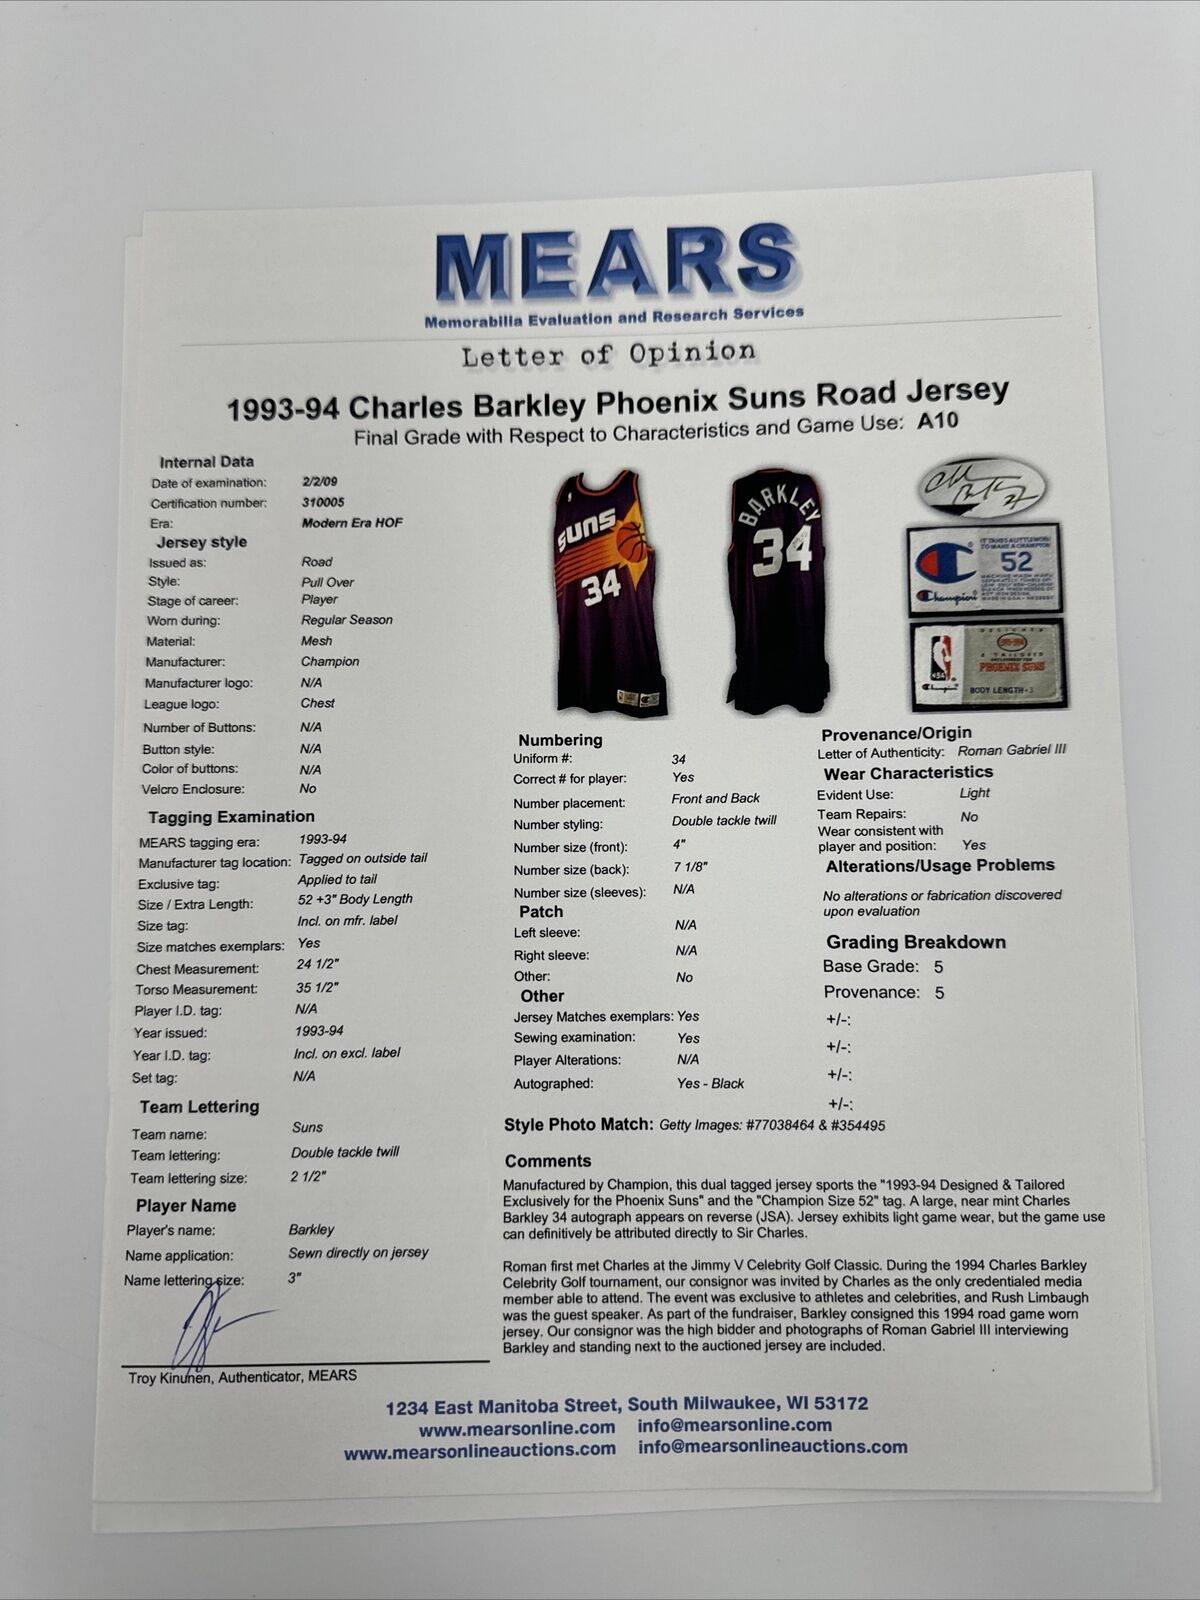 MEARS
Memorabilia Evaluation and Research Services
Letter of Opinion
1993-94 Charles Barkley Phoenix Suns Road Jersey
Final Grade with Respect to Characteristics and Game Use: A10
Internal Data
Date of examination: 2/2/09
Certification number: 310005
Era: Modern Era HOF
Jersey style
Issued as: Road
Style: Pull Over
Stage of career: Player
Worn during: Regular Season
Material: Mesh
Manufacturer: Champion
Manufacturer logo: N/A
League logo: Chest
Number of Buttons: N/A
Button style: N/A
Color of buttons: N/A
Velcro Enclosure: No
Tagging Examination
MEARS tagging era: 1993-94
Manufacturer tag location: Tagged on outside tail
Exclusive tag: Applied to tail
Size / Extra Length: 52 +3" Body Length
Size tag: Incl. on mfr. label
Size matches exemplars: Yes
Chest Measurement: 24 1/2"
Torso Measurement: 35 1/2"
Player I.D. tag: N/A
Year issued: 1993-94
Year I.D. tag: Incl. on excl. label
Set tag: N/A
Team Lettering
Team name: Suns
Team lettering: Double tackle twill
Team lettering size: 2 1/2"
Player Name
Player's name: Barkley
Name application: Sewn directly on jersey
Name lettering size: 3"
Troy Kinunen, Authenticator, MEARS
SUNS
34
BARKLEY
34
IT TAKES A LITTLE MORE
TO MAKE A CHAMPION
52
Champion
NBA
Champion
PHOENIX SUNS
BODY LENGTH+3
Numbering
Uniform #: 34
Correct # for player: Yes
Number placement: Front and Back
Number styling: Double tackle twill
Number size (front): 4"
Number size (back): 7 1/8"
Number size (sleeves): N/A
Patch
Left sleeve: N/A
Right sleeve: N/A
Other: No
Other
Jersey Matches exemplars: Yes
Sewing examination: Yes
Player Alterations: N/A
Autographed: Yes - Black
Provenance/Origin
Letter of Authenticity: Roman Gabriel III
Wear Characteristics
Evident Use: Light
Team Repairs: No
Wear consistent with
player and position: Yes
Alterations/Usage Problems
No alterations or fabrication discovered
upon evaluation
Grading Breakdown
Base Grade: 5
Provenance: 5
+/-:
+/-:
+/-:
+/-:
Style Photo Match: Getty Images: #77038464 & #354495
Comments
Manufactured by Champion, this dual tagged jersey sports the "1993-94 Designed & Tailored
Exclusively for the Phoenix Suns" and the "Champion Size 52" tag. A large, near mint Charles
Barkley 34 autograph appears on reverse (JSA). Jersey exhibits light game wear, but the game use
can definitively be attributed directly to Sir Charles.
Roman first met Charles at the Jimmy V Celebrity Golf Classic. During the 1994 Charles Barkley
Celebrity Golf tournament, our consignor was invited by Charles as the only credentialed media
member able to attend. The event was exclusive to athletes and celebrities, and Rush Limbaugh
was the guest speaker. As part of the fundraiser, Barkley consigned this 1994 road game worn
jersey. Our consignor was the high bidder and photographs of Roman Gabriel III interviewing
Barkley and standing next to the auctioned jersey are included.
1234 East Manitoba Street, South Milwaukee, WI 53172
www.mearsonline.com info@mearsonline.com
www.mearsonlineauctions.com info@mearsonlineauctions.com